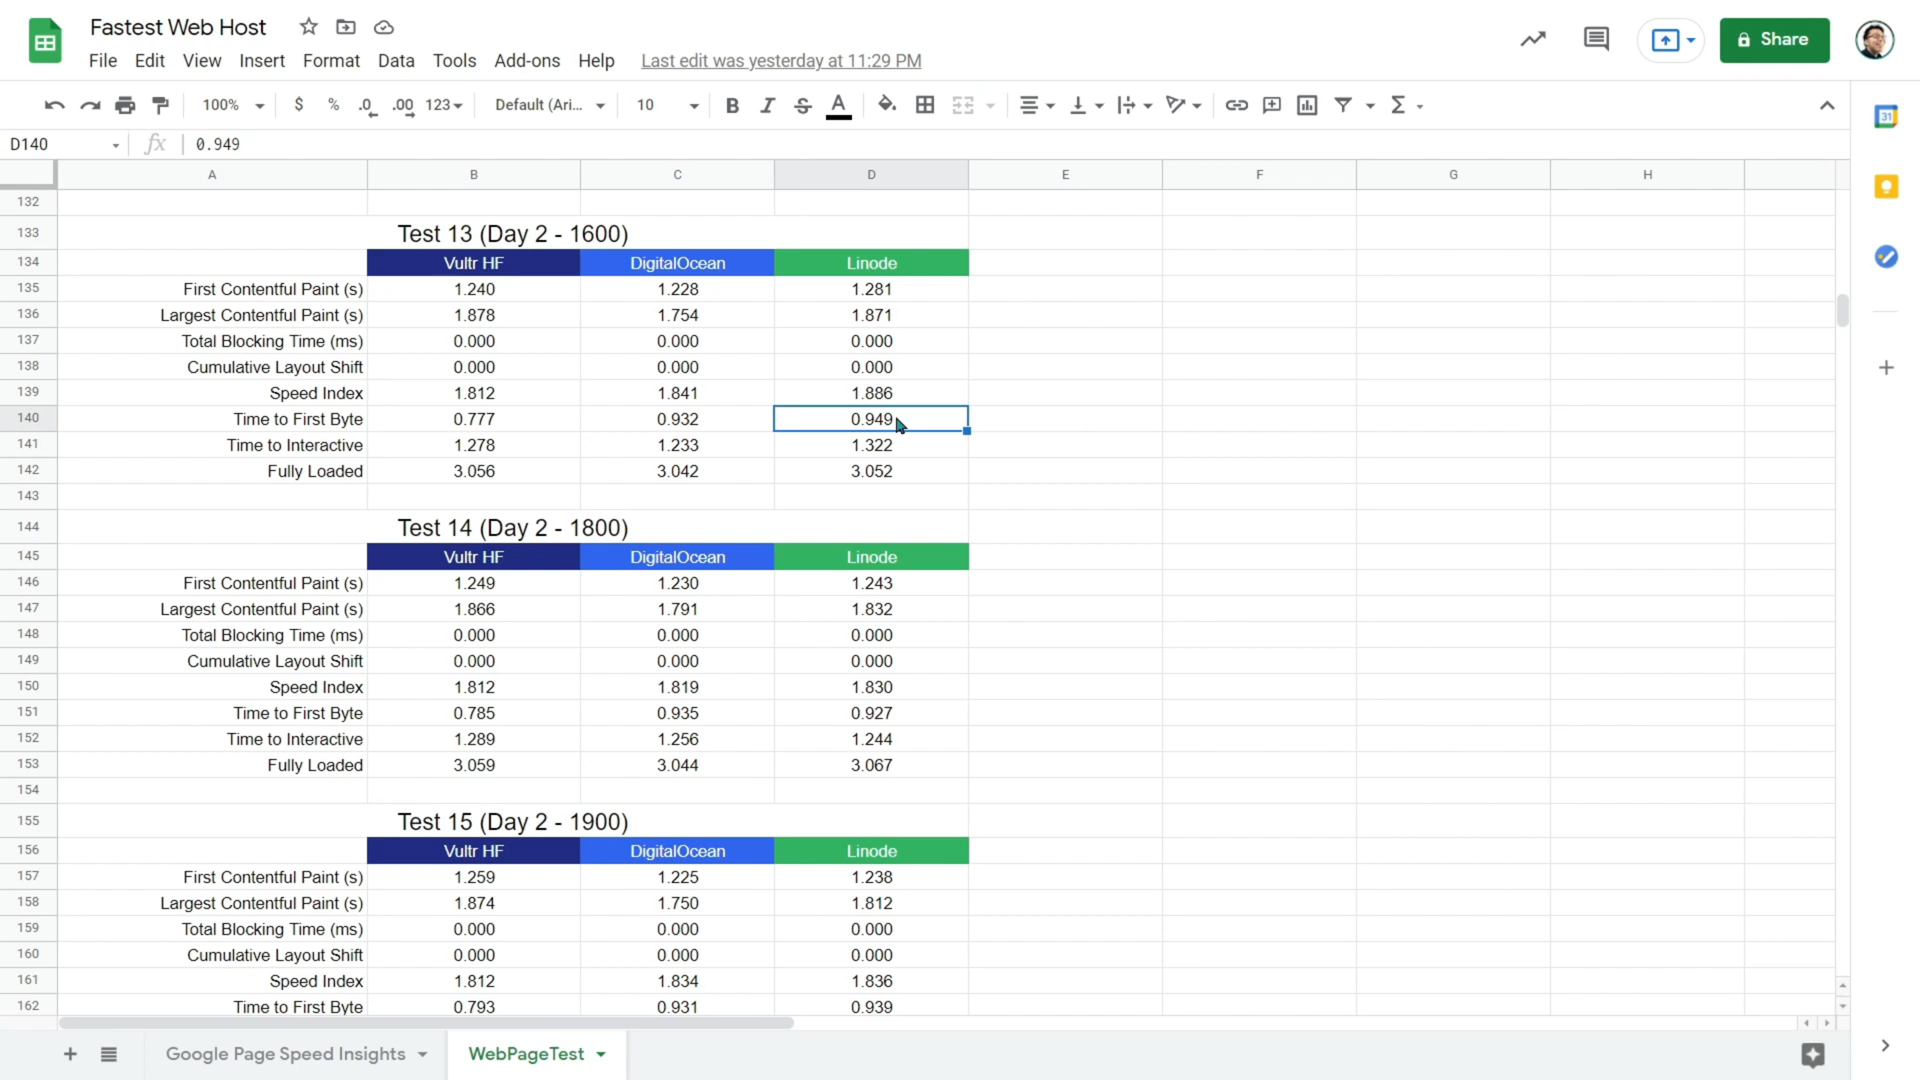 Fastest Web Host
File Edit View Insert Format Data Tools Add-ons Help Last edit was yesterday at 11:29 PM
Share
100% $ % .0 .00 123 Default (Ari... 10 B I S A Σ
D140 fx 0.949
A B C D E F G H
132
133 Test 13 (Day 2 - 1600)
134 Vultr HF DigitalOcean Linode
135 First Contentful Paint (s) 1.240 1.228 1.281
136 Largest Contentful Paint (s) 1.878 1.754 1.871
137 Total Blocking Time (ms) 0.000 0.000 0.000
138 Cumulative Layout Shift 0.000 0.000 0.000
139 Speed Index 1.812 1.841 1.886
140 Time to First Byte 0.777 0.932 0.949
141 Time to Interactive 1.278 1.233 1.322
142 Fully Loaded 3.056 3.042 3.052
143
144 Test 14 (Day 2 - 1800)
145 Vultr HF DigitalOcean Linode
146 First Contentful Paint (s) 1.249 1.230 1.243
147 Largest Contentful Paint (s) 1.866 1.791 1.832
148 Total Blocking Time (ms) 0.000 0.000 0.000
149 Cumulative Layout Shift 0.000 0.000 0.000
150 Speed Index 1.812 1.819 1.830
151 Time to First Byte 0.785 0.935 0.927
152 Time to Interactive 1.289 1.256 1.244
153 Fully Loaded 3.059 3.044 3.067
154
155 Test 15 (Day 2 - 1900)
156 Vultr HF DigitalOcean Linode
157 First Contentful Paint (s) 1.259 1.225 1.238
158 Largest Contentful Paint (s) 1.874 1.750 1.812
159 Total Blocking Time (ms) 0.000 0.000 0.000
160 Cumulative Layout Shift 0.000 0.000 0.000
161 Speed Index 1.812 1.834 1.836
162 Time to First Byte 0.793 0.931 0.939
Google Page Speed Insights WebPageTest
31